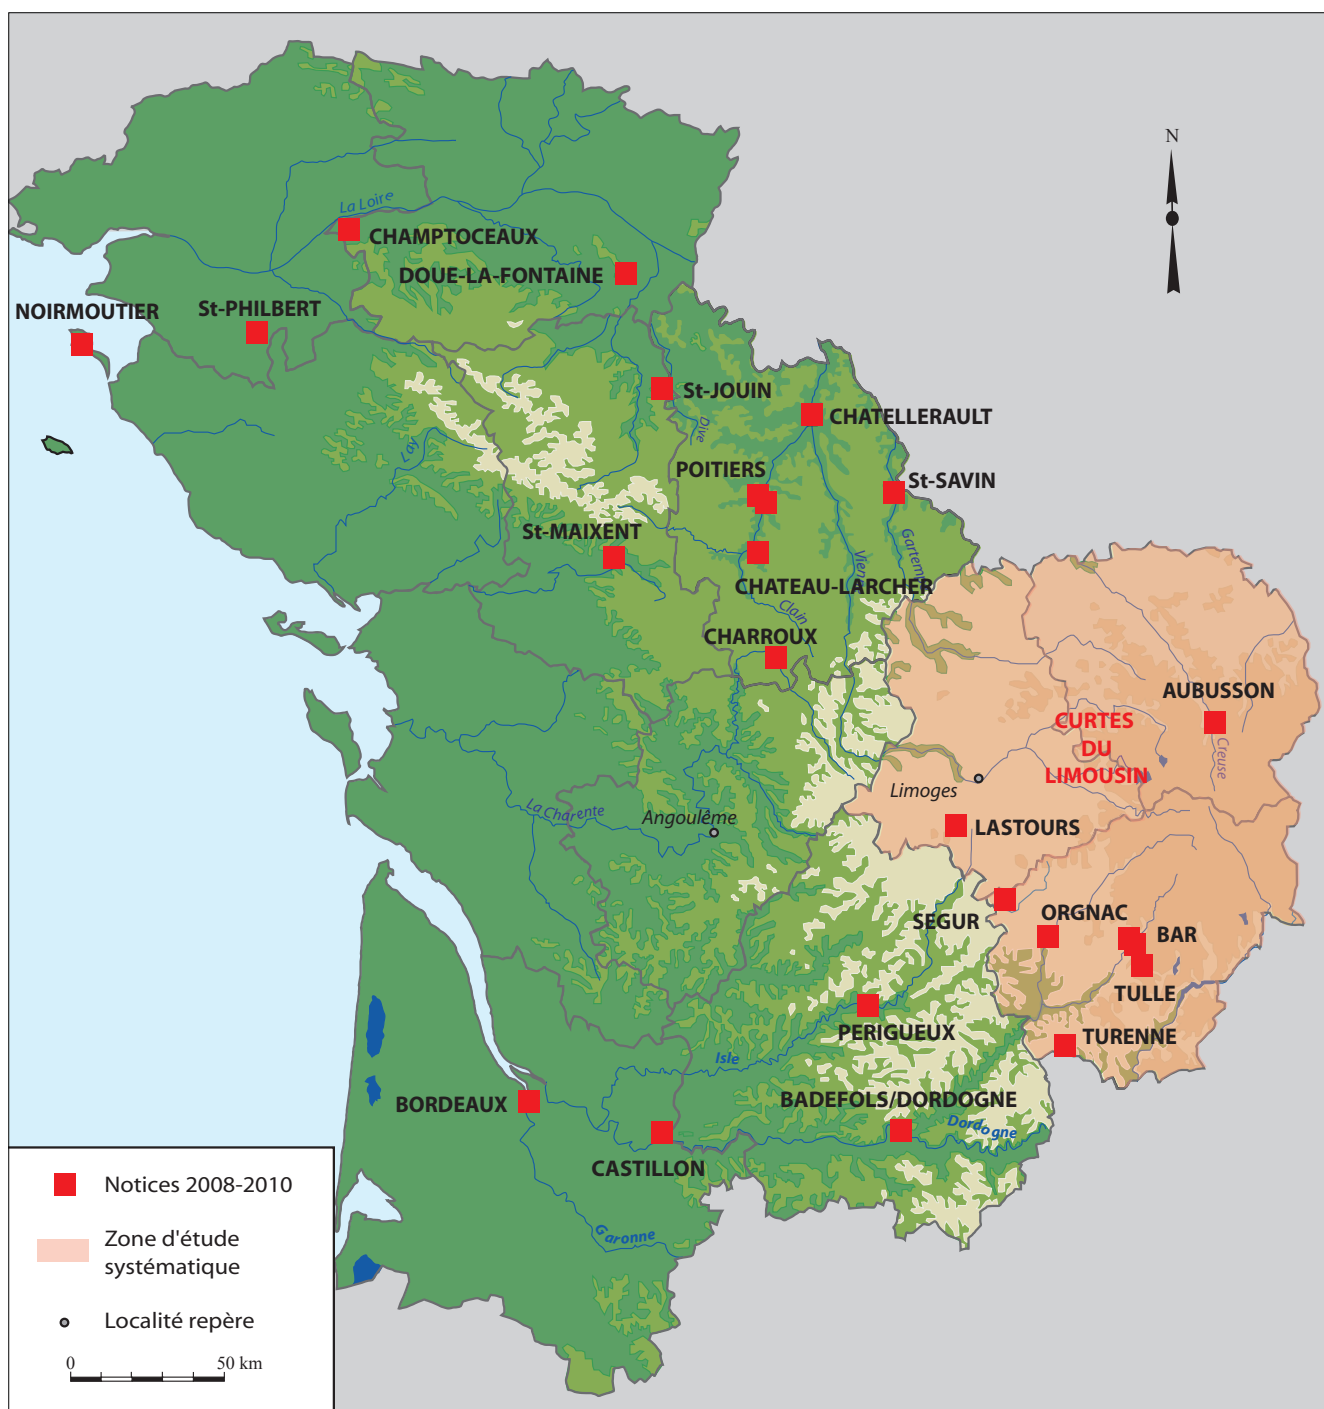 N
La Loire
CHAMPTOCEAUX
DOUE-LA-FONTAINE
NOIRMOUTIER
St-PHILBERT
St-JOUIN
Dive
CHATELLERAULT
Lay
POITIERS
St-SAVIN
St-MAIXENT
Vienne
Gartempe
CHATEAU-LARCHER
Clain
CHARROUX
AUBUSSON
CURTES
DU
LIMOUSIN
Creuse
Limoges
La Charente
Angoulême
LASTOURS
SEGUR
ORGNAC
BAR
TULLE
PERIGUEUX
TURENNE
Isle
BADEFOLS/DORDOGNE
BORDEAUX
Dordogne
CASTILLON
Garonne
Notices 2008-2010
Zone d'étude
systématique
Localité repère
0 50 km